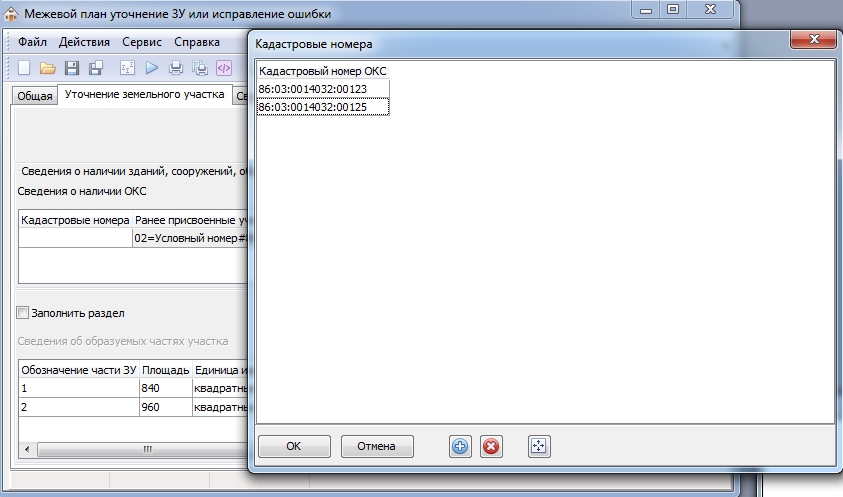 Межевой план уточнение ЗУ или исправление ошибки
Файл Действия Сервис Справка
Общая Уточнение земельного участка
Сведения о наличии зданий, сооружений,
Сведения о наличии ОКС
Кадастровые номера Ранее присвоенные
02=Условный номер#
Заполнить раздел
Сведения об образуемых частях участка
Обозначение части ЗУ Площадь Единица
1 840
2 960
Кадастровые номера
Кадастровый номер ОКС
86:03:0014032:00123
86:03:0014032:00125
OK Отмена